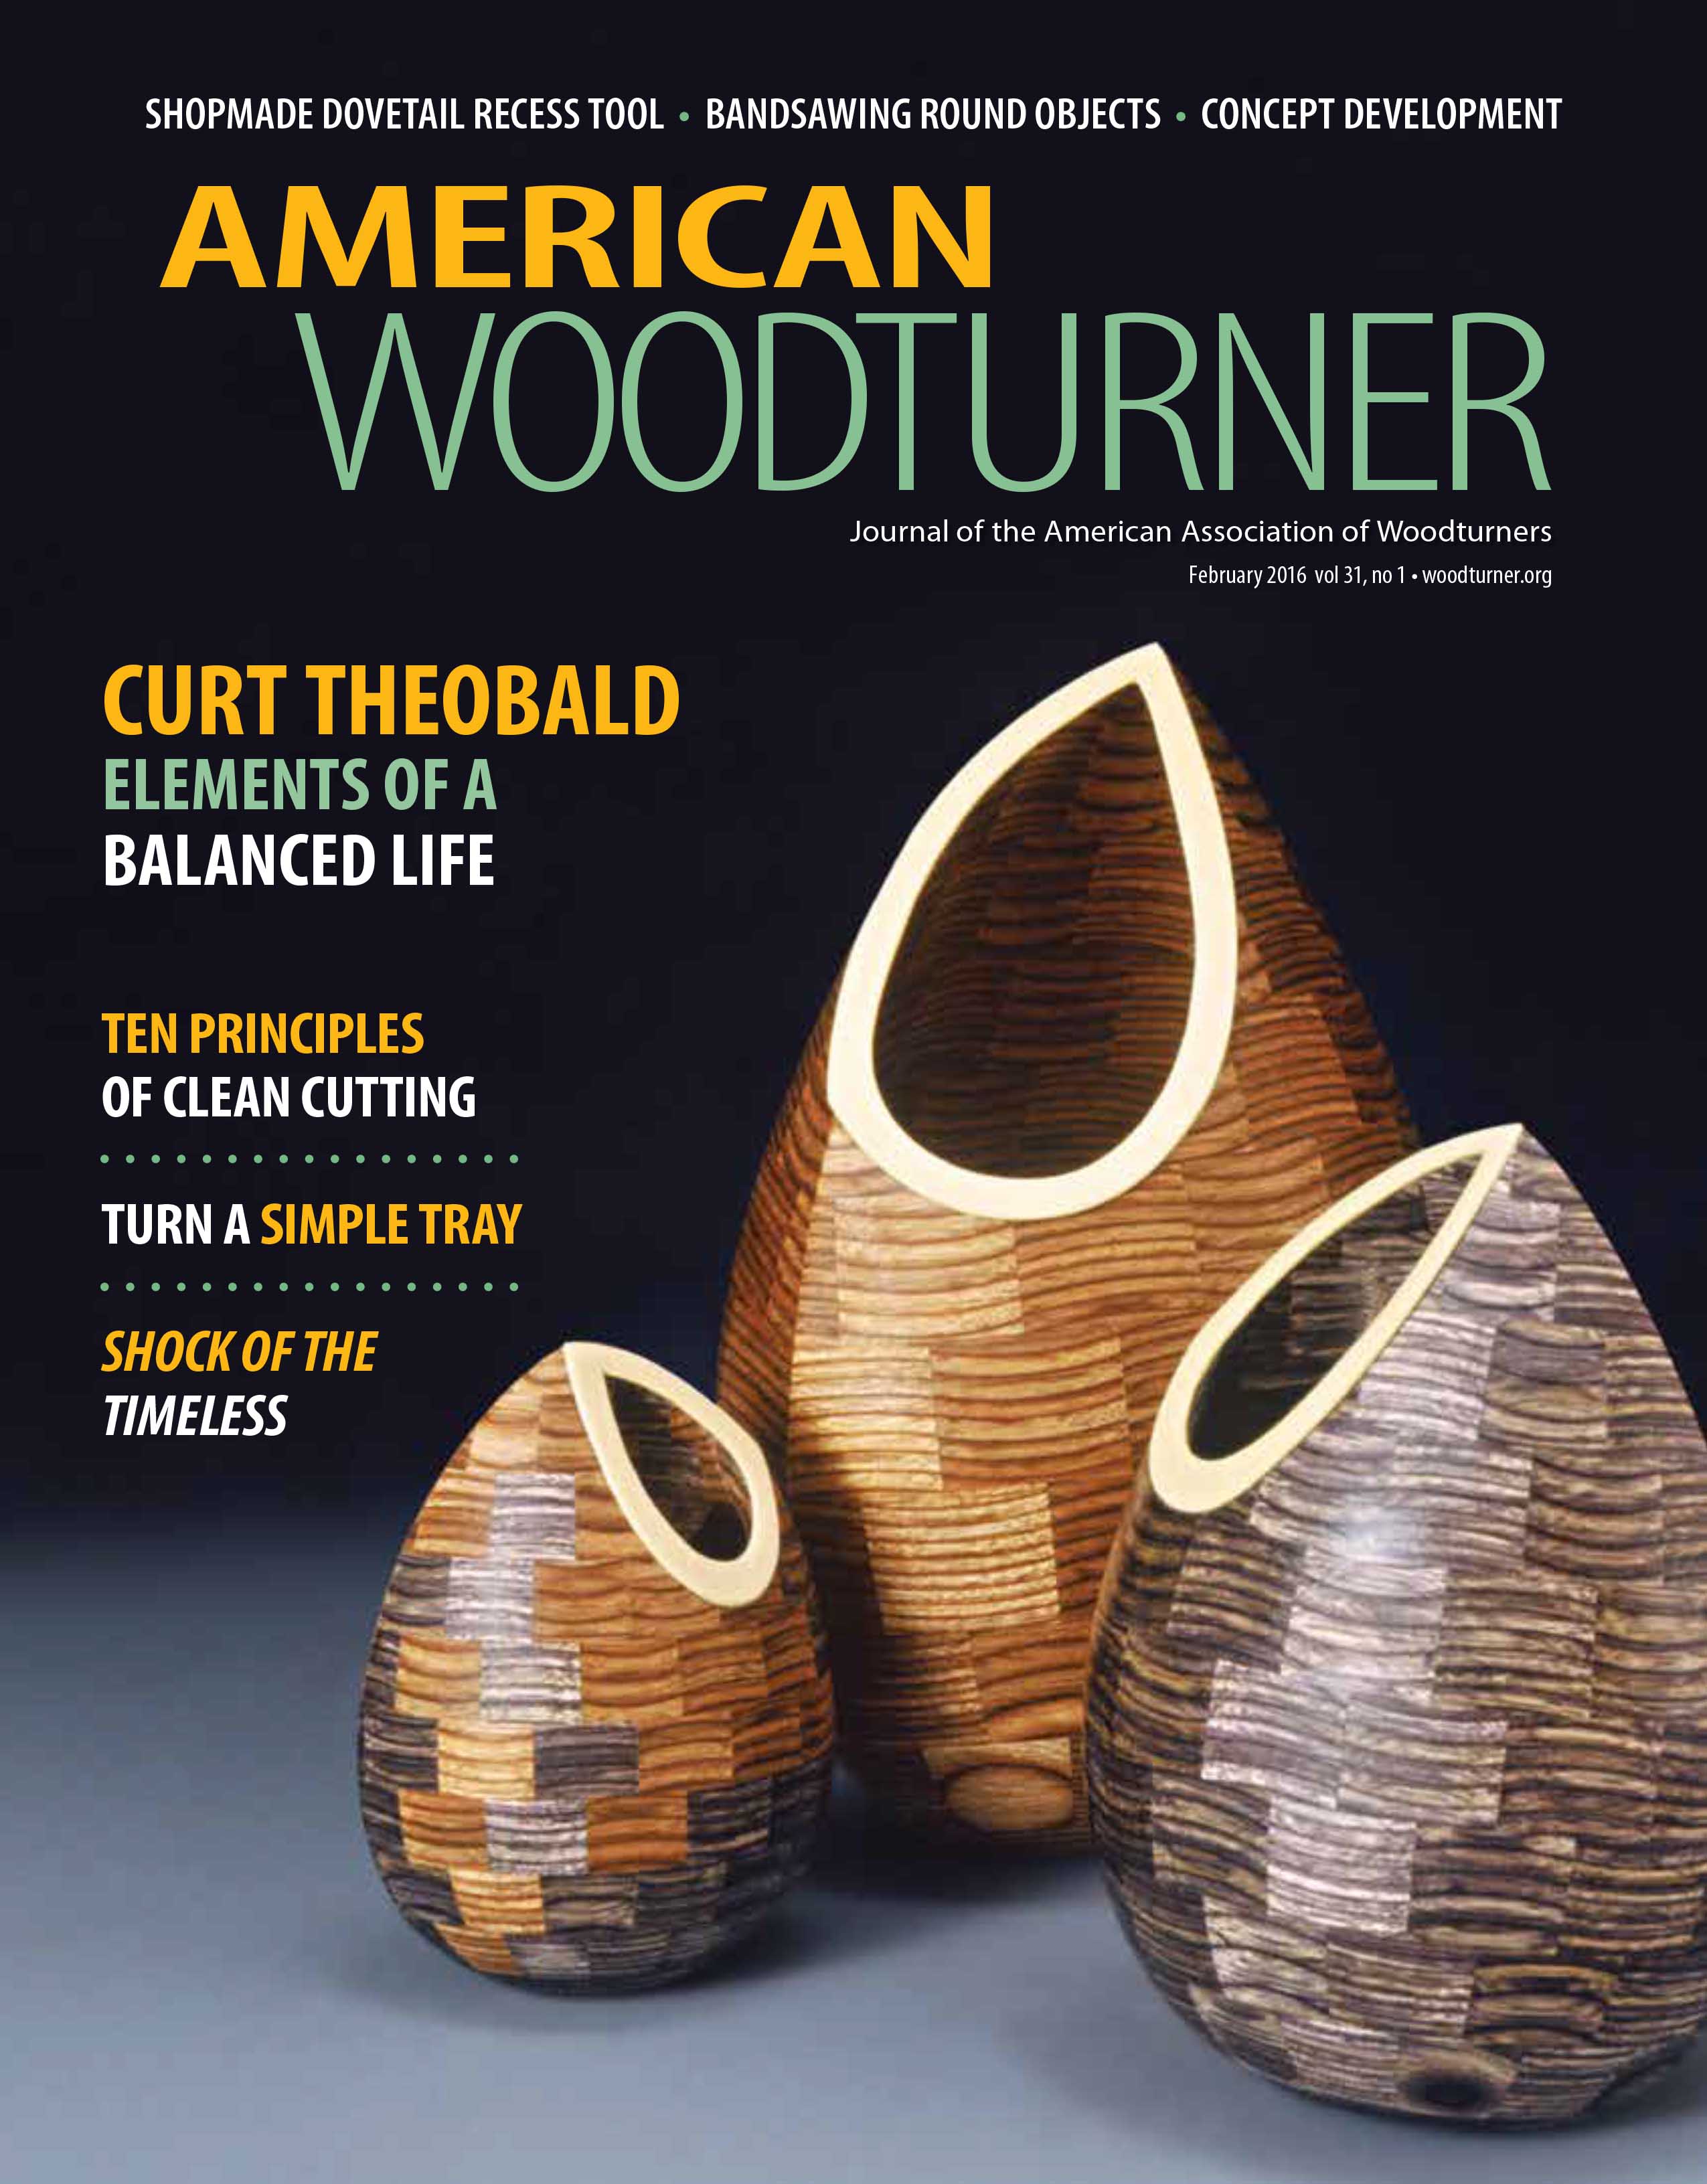 SHOPMADE DOVETAIL RECESS TOOL • BANDSAWING ROUND OBJECTS • CONCEPT DEVELOPMENT
AMERICAN
WOODTURNER
Journal of the American Association of Woodturners
February 2016 vol 31, no 1 • woodturner.org
CURT THEOBALD
ELEMENTS OF A
BALANCED LIFE
TEN PRINCIPLES
OF CLEAN CUTTING
TURN A SIMPLE TRAY
SHOCK OF THE
TIMELESS